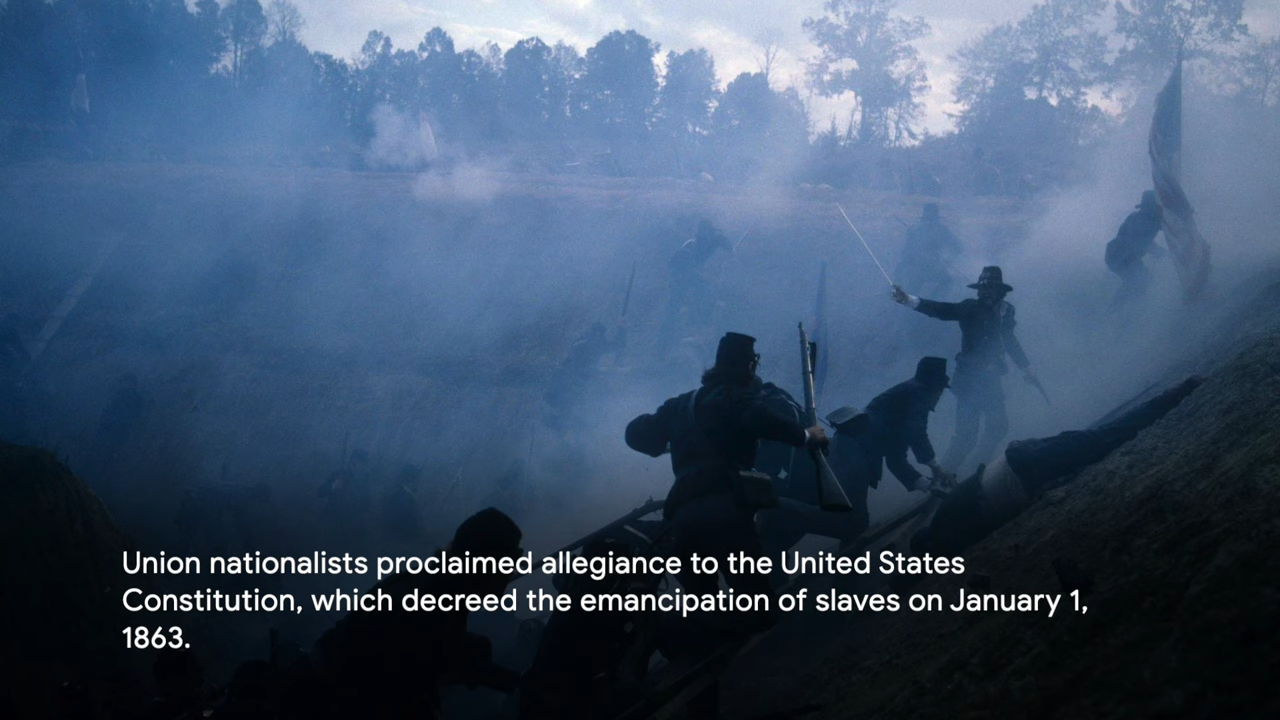 Union nationalists proclaimed allegiance to the United States
Constitution, which decreed the emancipation of slaves on January 1,
1863.